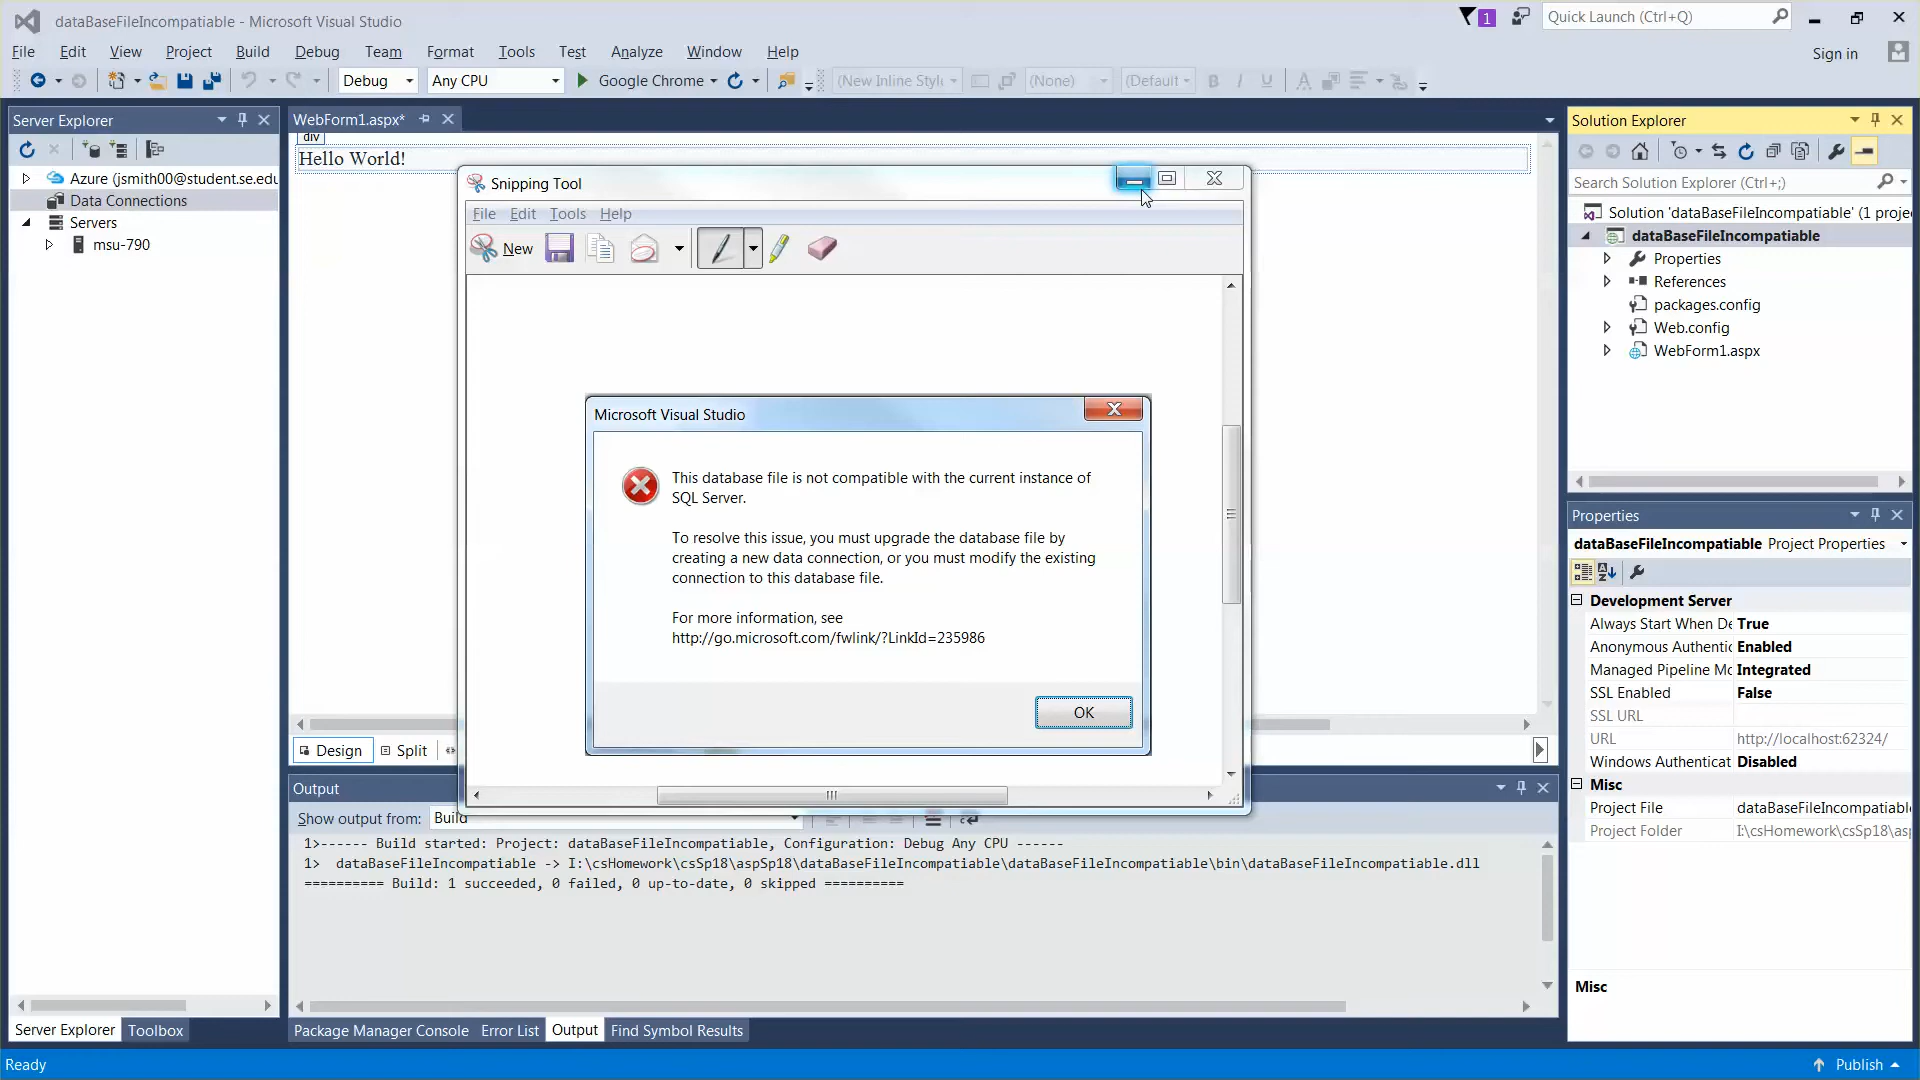 dataBaseFileIncompatiable - Microsoft Visual Studio
1
Quick Launch (Ctrl+Q)
File Edit View Project Build Debug Team Format Tools Test Analyze Window Help
Sign in
Debug Any CPU Google Chrome (New Inline Style (None) (Default B I U
Server Explorer
Azure (jsmith00@student.se.edu
Data Connections
Servers
msu-790
WebForm1.aspx*
div
Hello World!
Snipping Tool
File Edit Tools Help
New
Microsoft Visual Studio
This database file is not compatible with the current instance of
SQL Server.
To resolve this issue, you must upgrade the database file by
creating a new data connection, or you must modify the existing
connection to this database file.
For more information, see
http://go.microsoft.com/fwlink/?LinkId=235986
OK
Design Split
Output
Show output from: Build
1>------ Build started: Project: dataBaseFileIncompatiable, Configuration: Debug Any CPU ------
1>  dataBaseFileIncompatiable -> I:\csHomework\csSp18\aspSp18\dataBaseFileIncompatiable\dataBaseFileIncompatiable\bin\dataBaseFileIncompatiable.dll
========== Build: 1 succeeded, 0 failed, 0 up-to-date, 0 skipped ==========
Server Explorer Toolbox
Package Manager Console Error List Output Find Symbol Results
Solution Explorer
Search Solution Explorer (Ctrl+;)
Solution 'dataBaseFileIncompatiable' (1 proje
dataBaseFileIncompatiable
Properties
References
packages.config
Web.config
WebForm1.aspx
Properties
dataBaseFileIncompatiable Project Properties
Development Server
Always Start When De True
Anonymous Authentic Enabled
Managed Pipeline Mo Integrated
SSL Enabled False
SSL URL
URL http://localhost:62324/
Windows Authenticat Disabled
Misc
Project File dataBaseFileIncompatiabl
Project Folder I:\csHomework\csSp18\asp
Misc
Ready
Publish